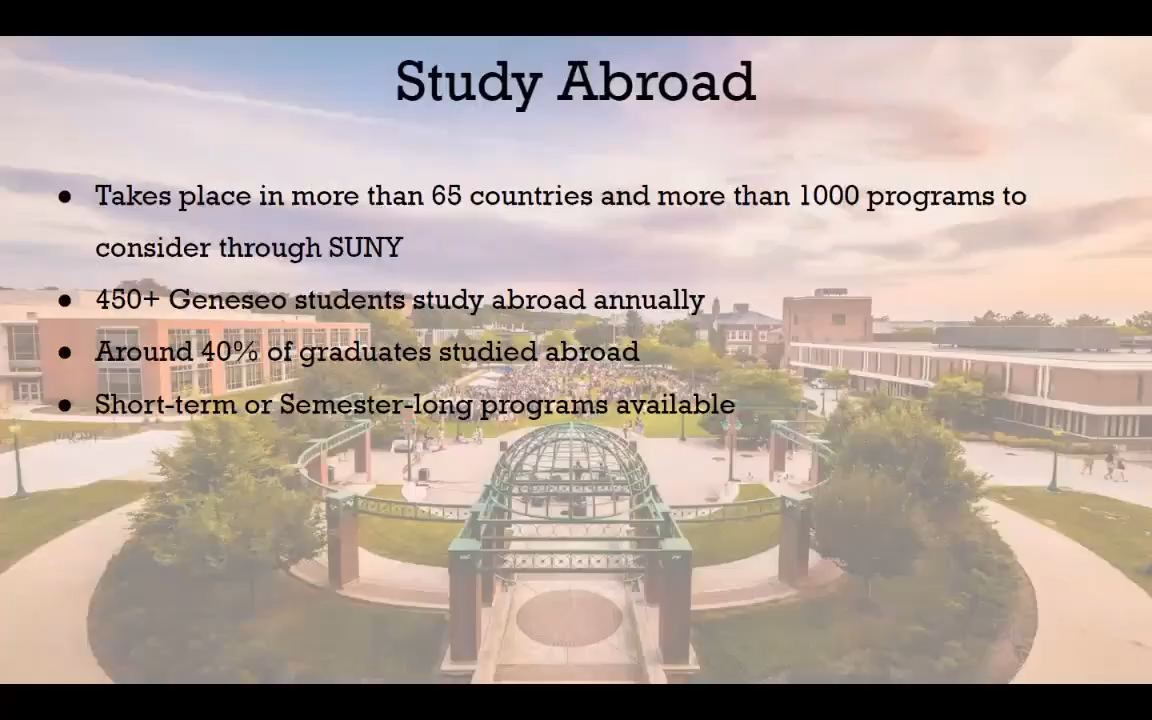 Study Abroad
● Takes place in more than 65 countries and more than 1000 programs to
consider through SUNY
● 450+ Geneseo students study abroad annually
● Around 40% of graduates studied abroad
● Short-term or Semester-long programs available